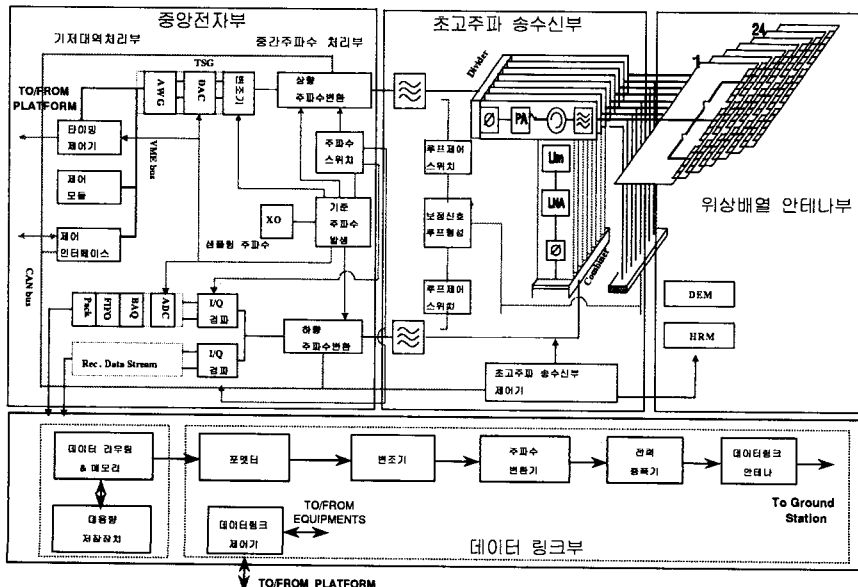 중앙전자부
초고주파 송수신부
기저대역처리부
중간주파수 처리부
TSG
TO/FROM
PLATFORM
AWG
DAC
변조기
상향
주파수변환
Divider
Ø
PA
1
24
타이밍
제어기
VME bus
주파수
스위치
루프제어
스위치
Lim
제어
모듈
LNA
위상배열 안테나부
XO
기준
주파수
발생
보정신호
루프형성
제어
인터페이스
샘플링 주파수
Ø
Combiner
CAN bus
루프제어
스위치
DEM
Pack
FIFO
BAQ
ADC
I/Q
검파
하향
주파수변환
HRM
Rec. Data Stream
I/Q
검파
초고주파 송수신부
제어기
데이터 라우팅
& 메모리
포멧터
변조기
주파수
변환기
전력
증폭기
데이터링크
안테나
To Ground
Station
대용량
저장장치
데이터링크
제어기
TO/FROM
EQUIPMENTS
데이터 링크부
TO/FROM PLATFORM